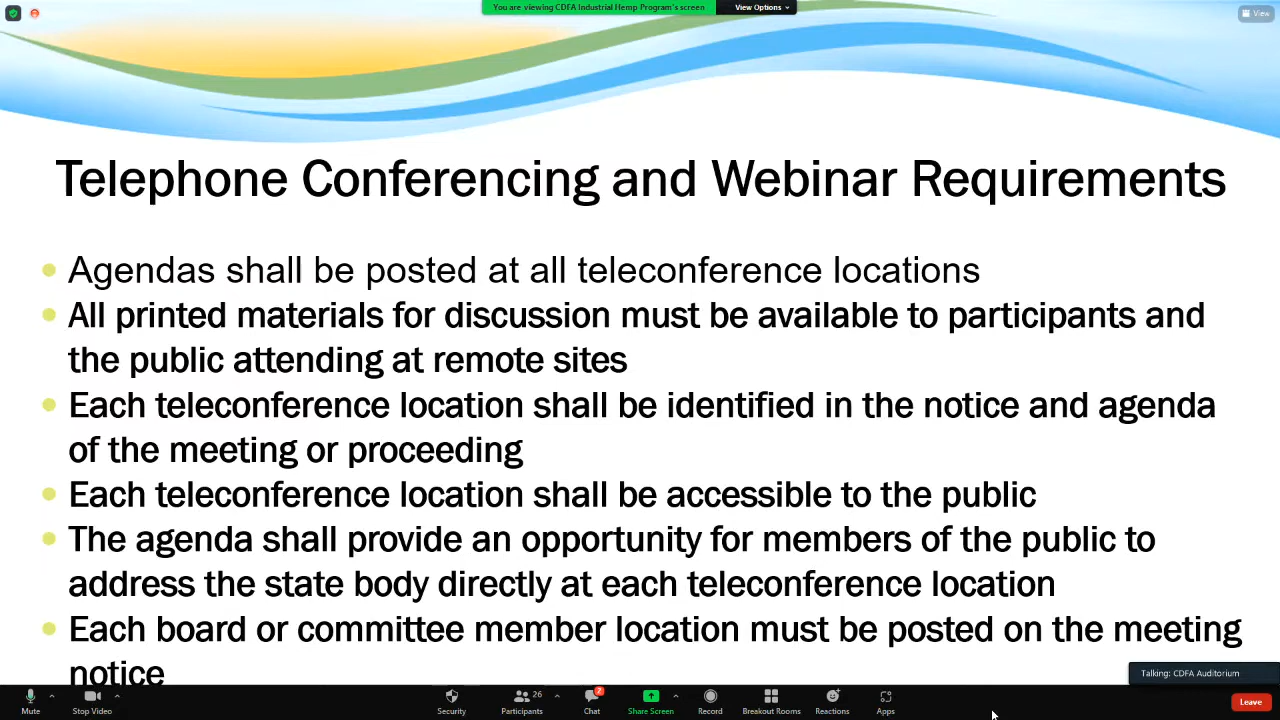 You are viewing CDFA Industrial Hemp Program's screen
View Options
View
Telephone Conferencing and Webinar Requirements
Agendas shall be posted at all teleconference locations
All printed materials for discussion must be available to participants and
the public attending at remote sites
Each teleconference location shall be identified in the notice and agenda
of the meeting or proceeding
Each teleconference location shall be accessible to the public
The agenda shall provide an opportunity for members of the public to
address the state body directly at each teleconference location
Each board or committee member location must be posted on the meeting
notice
Talking: CDFA Auditorium
Mute
Stop Video
Security
26
Participants
2
Chat
Share Screen
Record
Breakout Rooms
Reactions
Apps
Leave